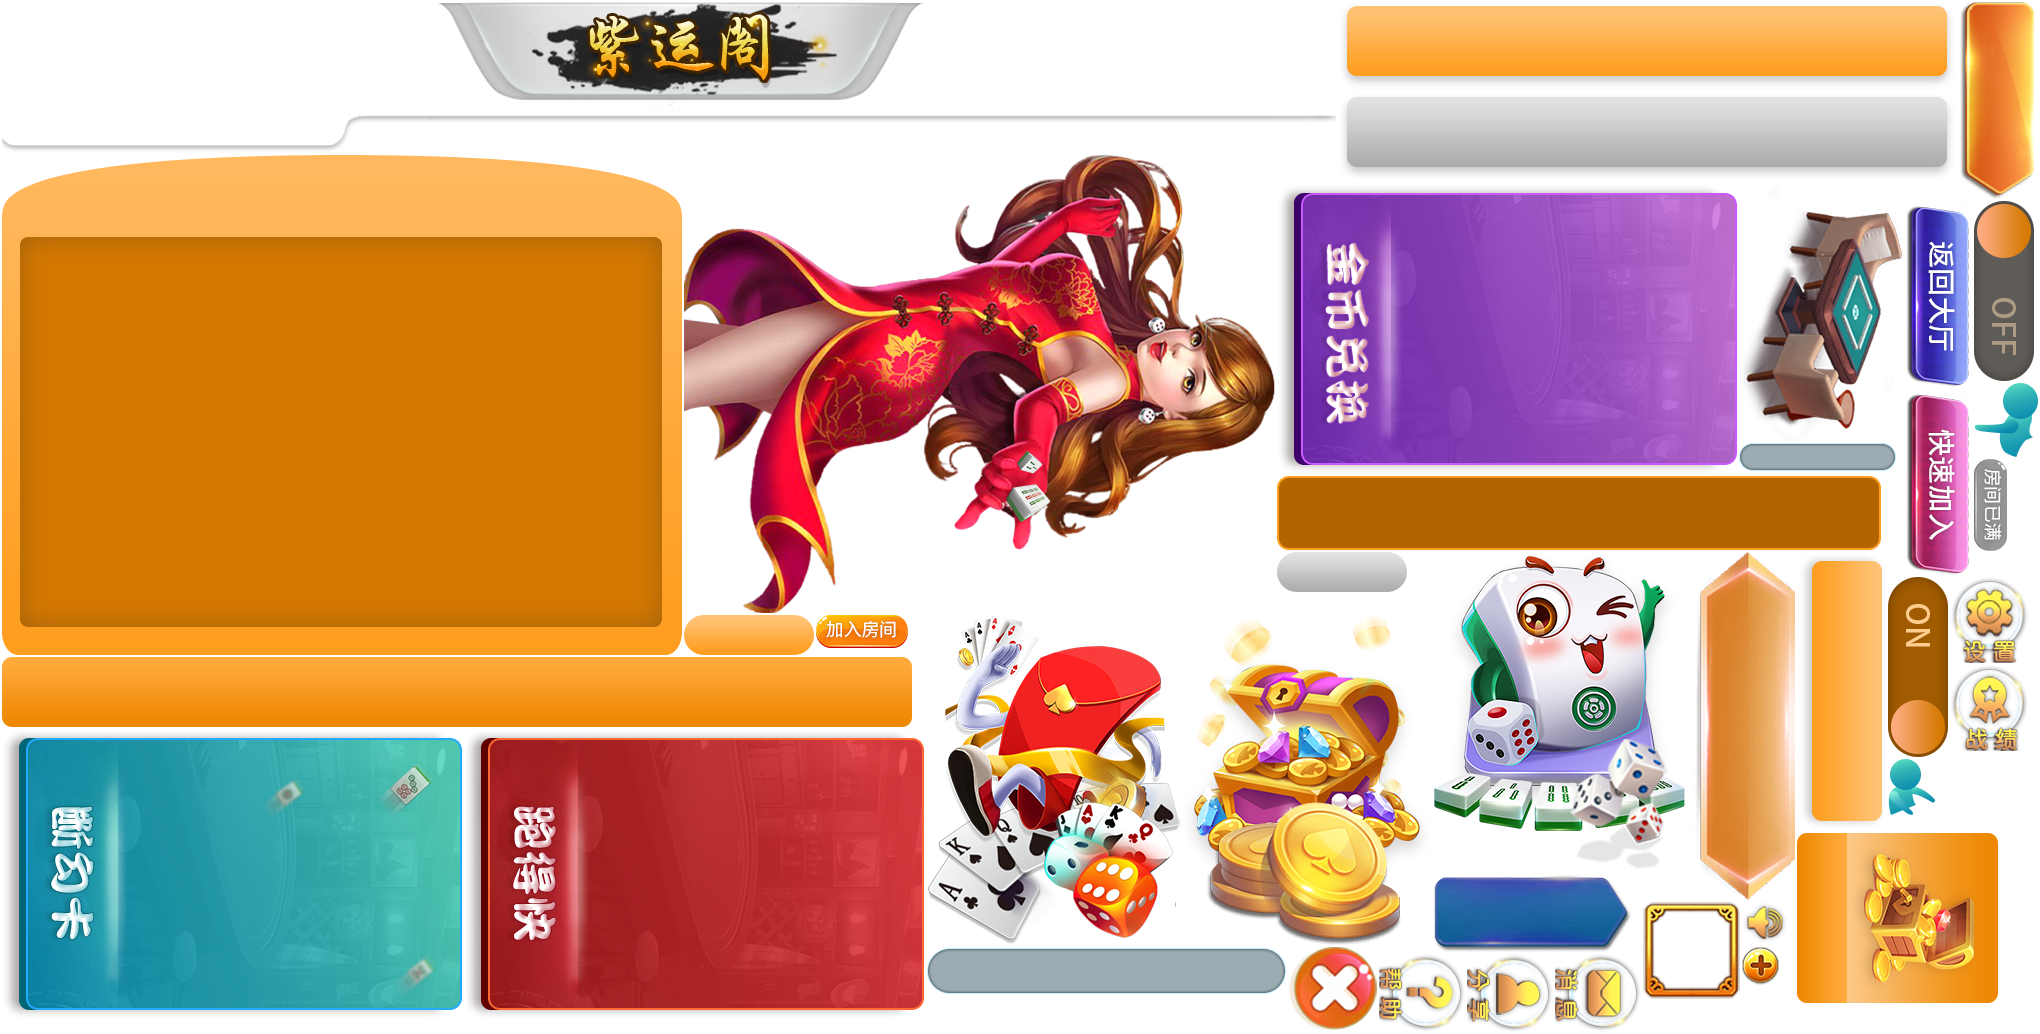 紫运阁
金币兑换
返回大厅
OFF
快速加入
房间已满
加入房间
ON
设置
战绩
断勾卡
跑得快
K
Q
J
K
Q
A
帮助
分享
消息